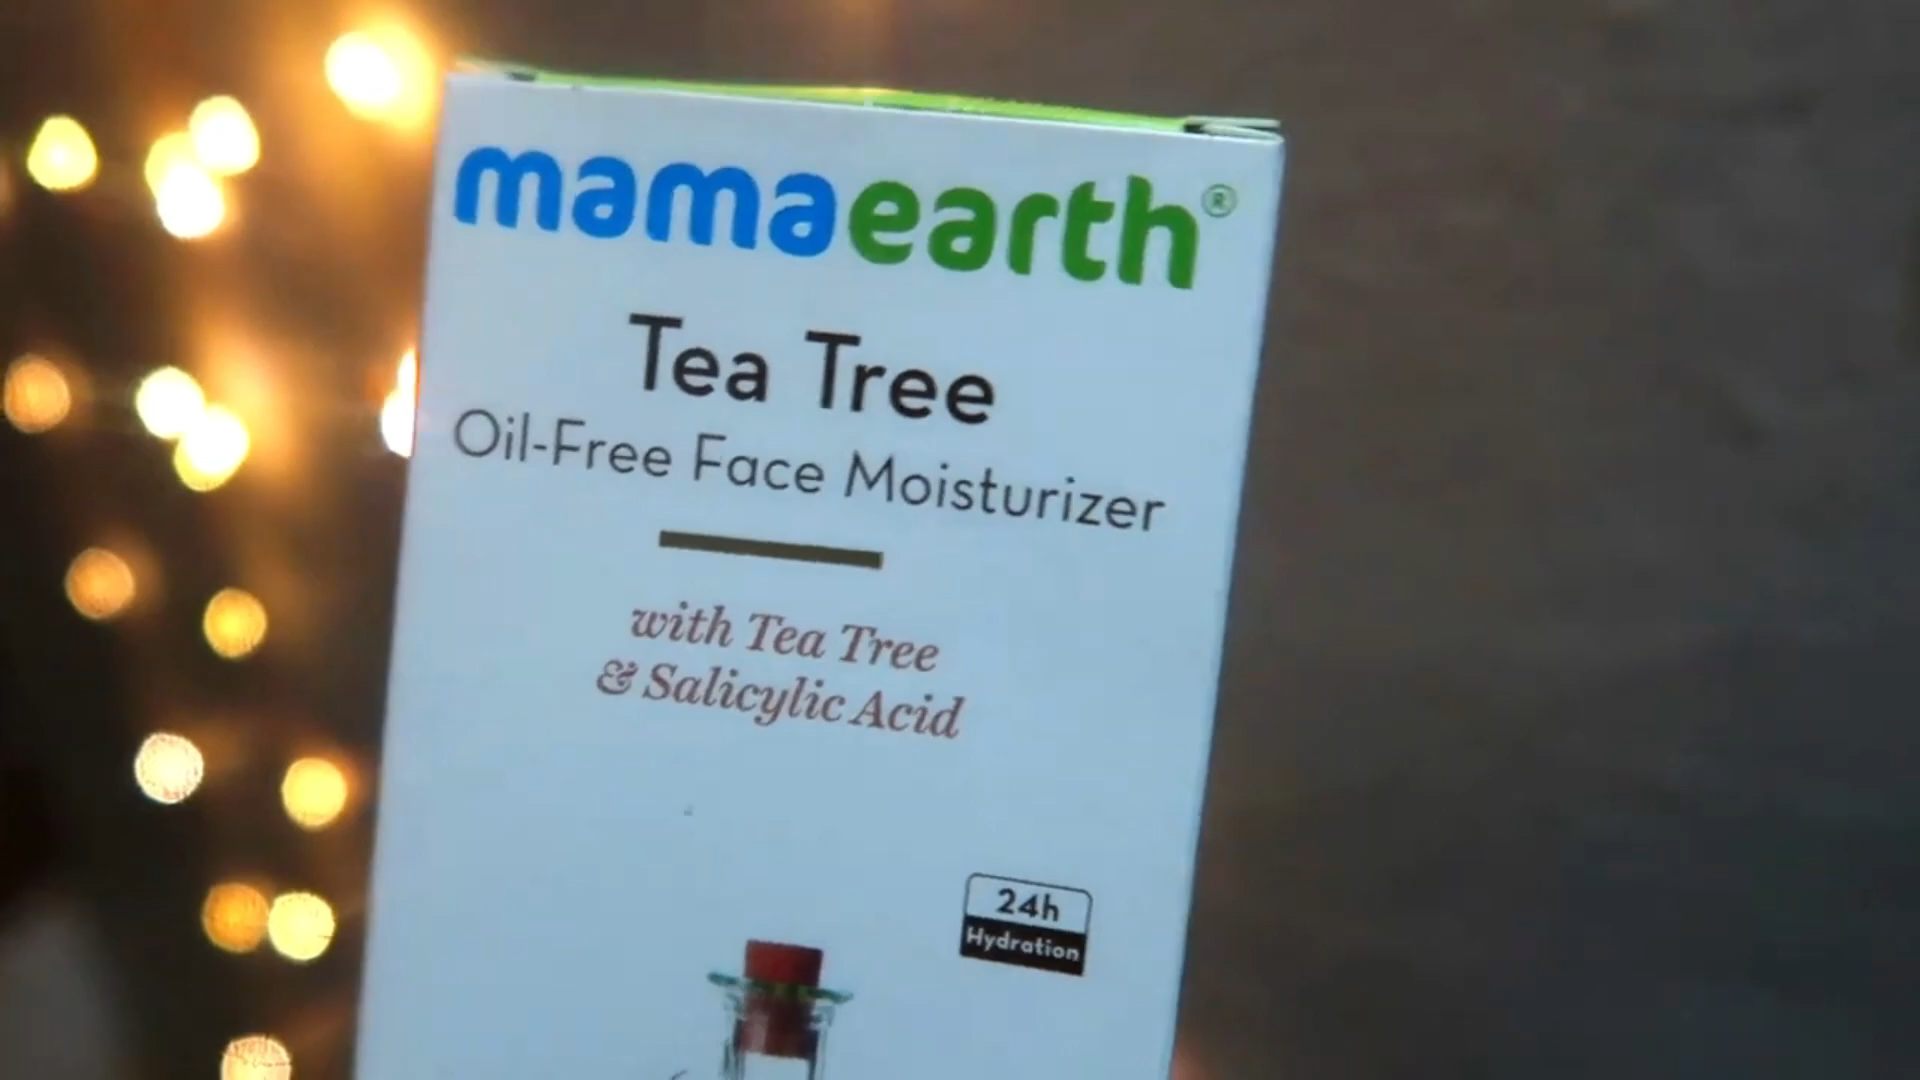 mamaearth®
Tea Tree
Oil-Free Face Moisturizer
with Tea Tree
& Salicylic Acid
24h
Hydration